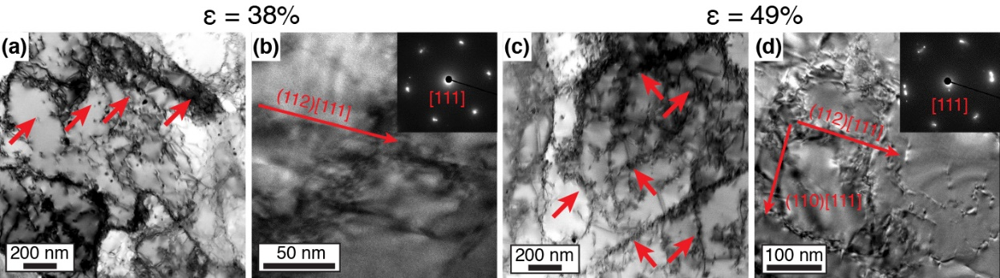 ε = 38%
ε = 49%
(a)
(b)
(c)
(d)
[111]
[111]
(112)[111]
(112)[111]
(110)[111]
200 nm
50 nm
200 nm
100 nm